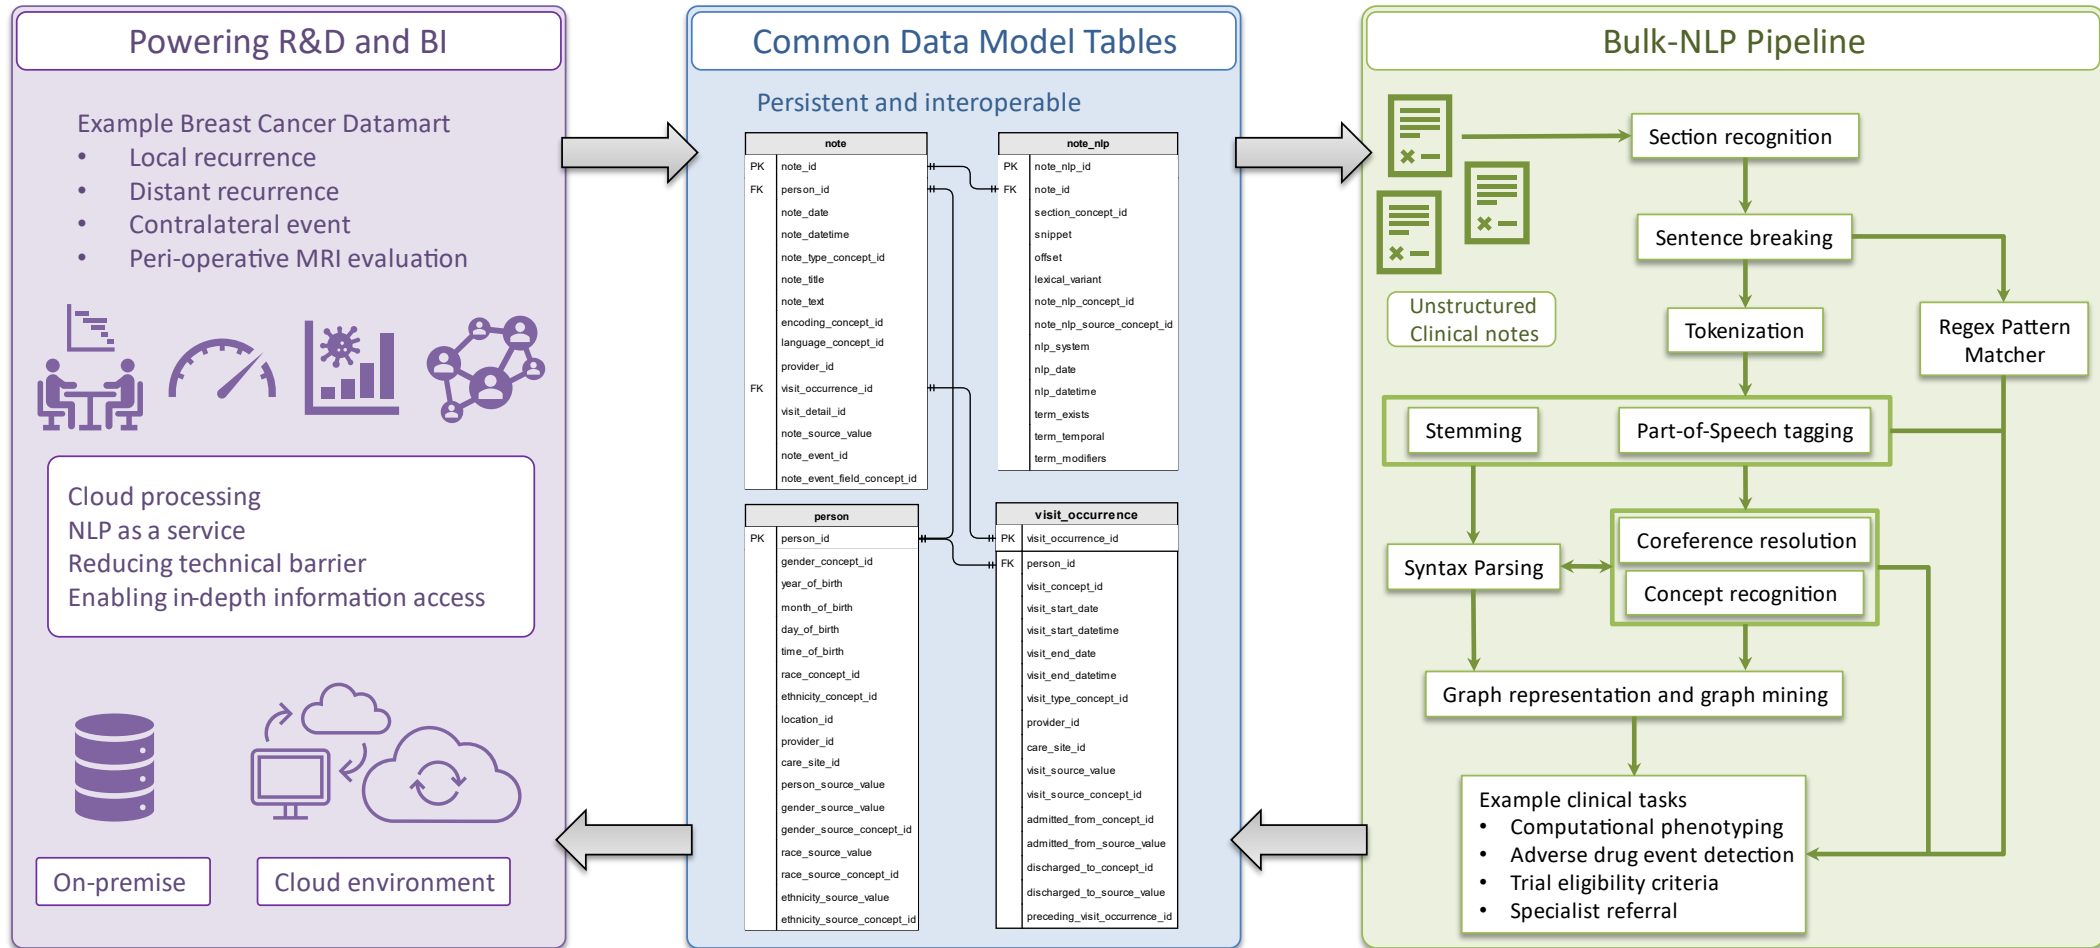 Powering R&D and BI
Example Breast Cancer Datamart
• Local recurrence
• Distant recurrence
• Contralateral event
• Peri-operative MRI evaluation
Cloud processing
NLP as a service
Reducing technical barrier
Enabling in-depth information access
On-premise
Cloud environment
Common Data Model Tables
Persistent and interoperable
note
PK note_id
FK person_id
note_date
note_datetime
note_type_concept_id
note_title
note_text
encoding_concept_id
language_concept_id
provider_id
FK visit_occurrence_id
visit_detail_id
note_source_value
note_event_id
note_event_field_concept_id
note_nlp
PK note_nlp_id
FK note_id
section_concept_id
snippet
offset
lexical_variant
note_nlp_concept_id
note_nlp_source_concept_id
nlp_system
nlp_date
nlp_datetime
term_exists
term_temporal
term_modifiers
person
PK person_id
gender_concept_id
year_of_birth
month_of_birth
day_of_birth
time_of_birth
race_concept_id
ethnicity_concept_id
location_id
provider_id
care_site_id
person_source_value
gender_source_value
gender_source_concept_id
race_source_value
race_source_concept_id
ethnicity_source_value
ethnicity_source_concept_id
visit_occurrence
PK visit_occurrence_id
FK person_id
visit_concept_id
visit_start_date
visit_start_datetime
visit_end_date
visit_end_datetime
visit_type_concept_id
provider_id
care_site_id
visit_source_value
visit_source_concept_id
admitted_from_concept_id
admitted_from_source_value
discharged_to_concept_id
discharged_to_source_value
preceding_visit_occurrence_id
Bulk-NLP Pipeline
Unstructured
Clinical notes
Section recognition
Sentence breaking
Tokenization
Regex Pattern
Matcher
Stemming
Part-of-Speech tagging
Coreference resolution
Syntax Parsing
Concept recognition
Graph representation and graph mining
Example clinical tasks
• Computational phenotyping
• Adverse drug event detection
• Trial eligibility criteria
• Specialist referral